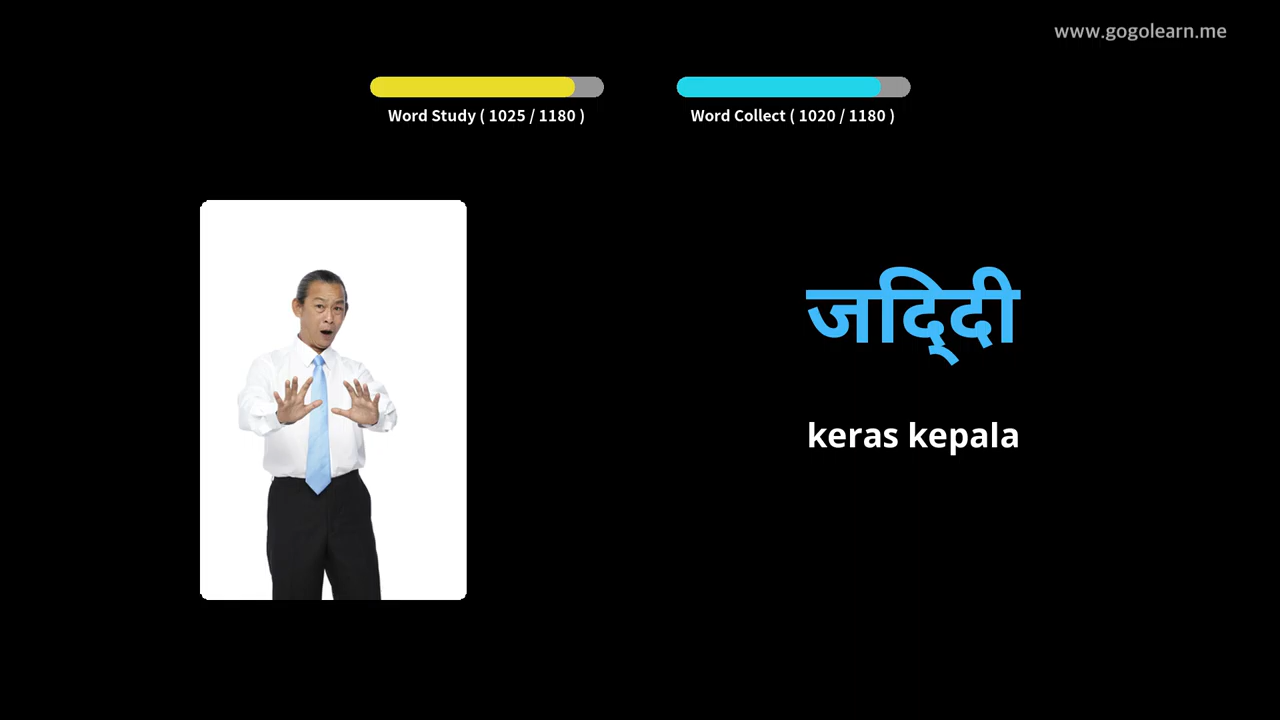 www.gogolearn.me
Word Study ( 1025 / 1180 )
Word Collect ( 1020 / 1180 )
जिद्दी
keras kepala